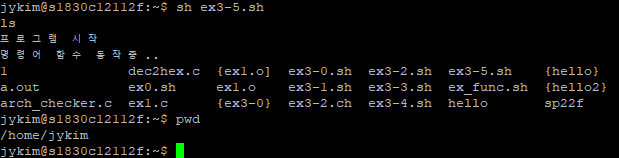 jykim@s1830c12112f:~$ sh ex3-5.sh
ls
프로그램 시작
명령어 함수 동작중 ..
1 dec2hex.c {ex1.o] ex3-0.sh ex3-2.sh ex3-5.sh {hello}
a.out ex0.sh ex1.o ex3-1.sh ex3-3.sh ex_func.sh {hello2}
arch_checker.c ex1.c {ex3-0} ex3-2.ch ex3-4.sh hello sp22f
jykim@s1830c12112f:~$ pwd
/home/jykim
jykim@s1830c12112f:~$